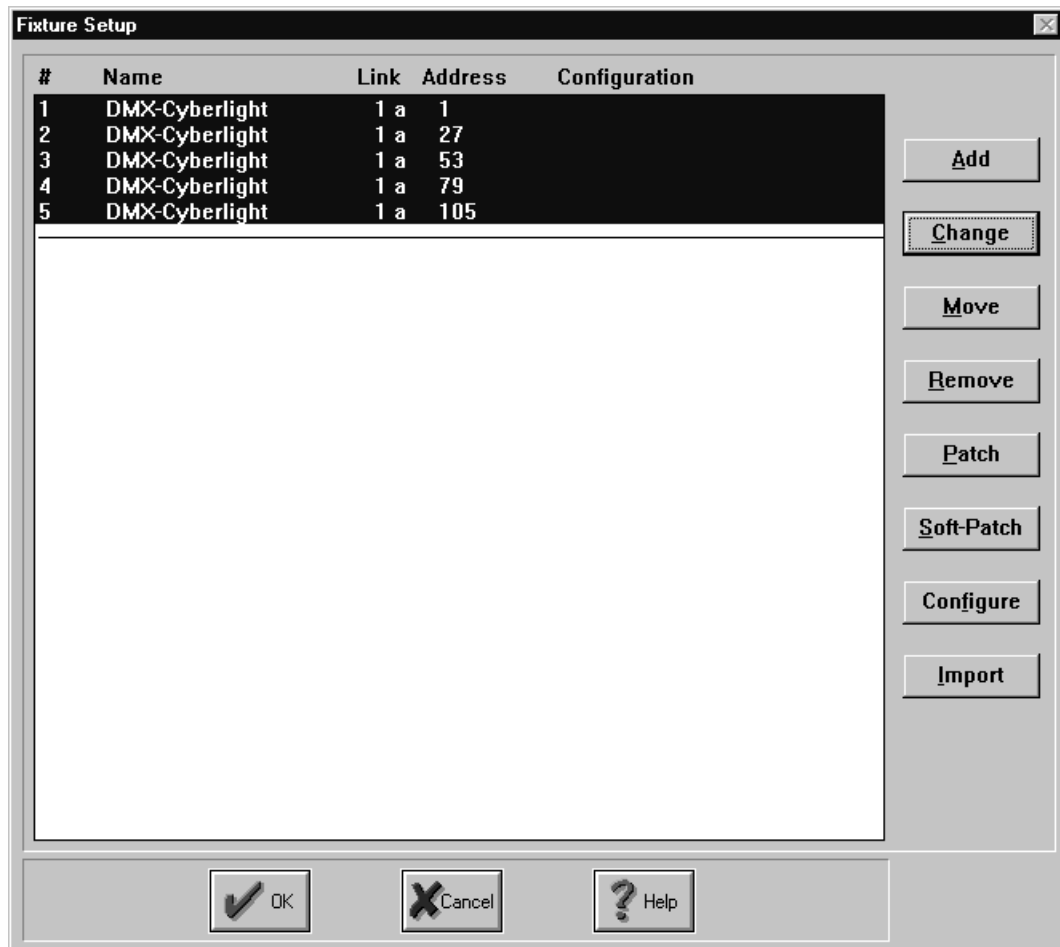 Fixture Setup
# Name Link Address Configuration
1 DMX-Cyberlight 1 a 1
2 DMX-Cyberlight 1 a 27
3 DMX-Cyberlight 1 a 53
4 DMX-Cyberlight 1 a 79
5 DMX-Cyberlight 1 a 105
Add
Change
Move
Remove
Patch
Soft-Patch
Configure
Import
OK Cancel Help